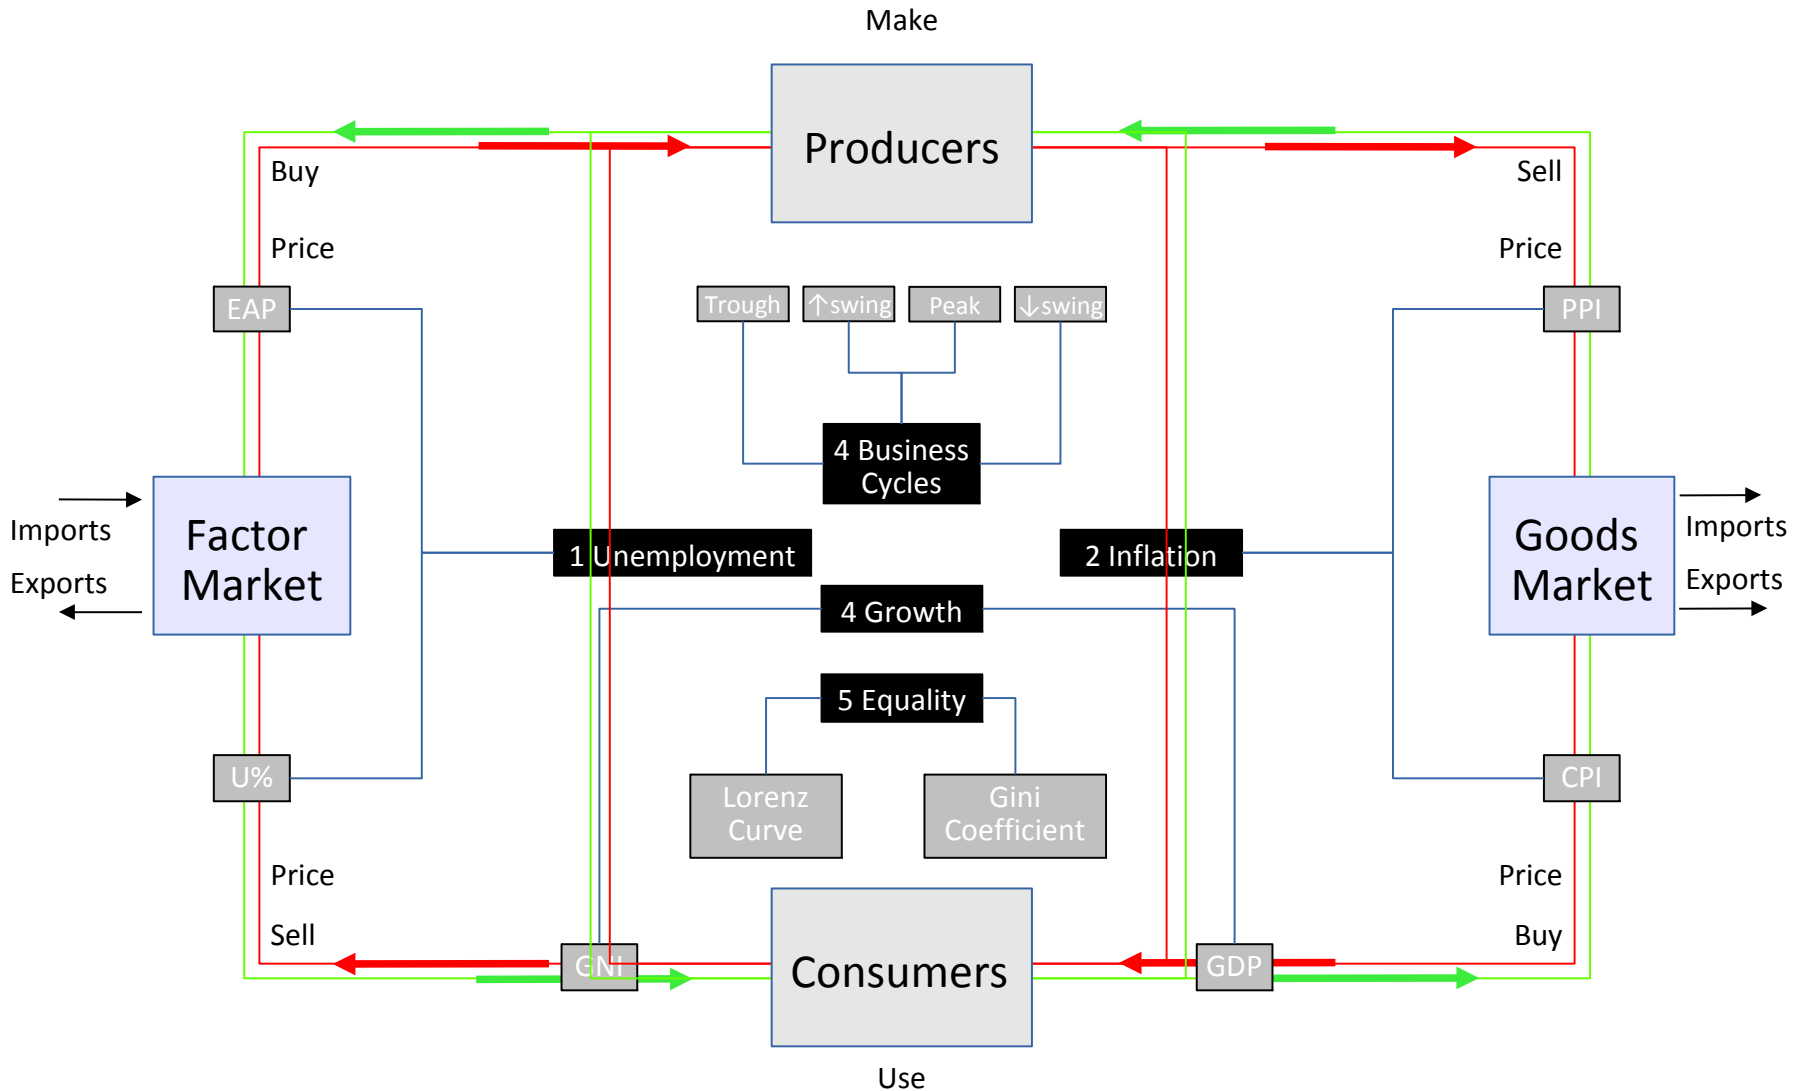 Make
Producers
Buy
Sell
Price
Price
EAP
Trough
↑swing
Peak
↓swing
PPI
4 Business
Cycles
Imports
Exports
Factor
Market
1 Unemployment
2 Inflation
Goods
Market
Imports
Exports
4 Growth
5 Equality
U%
Lorenz
Curve
Gini
Coefficient
CPI
Price
Price
Sell
Buy
GNI
Consumers
GDP
Use